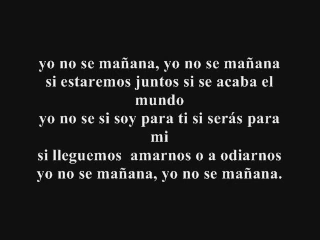 yo no se mañana, yo no se mañana
si estaremos juntos si se acaba el
mundo
yo no se si soy para ti si serás para
mi
si lleguemos  amarnos o a odiarnos
yo no se mañana, yo no se mañana.